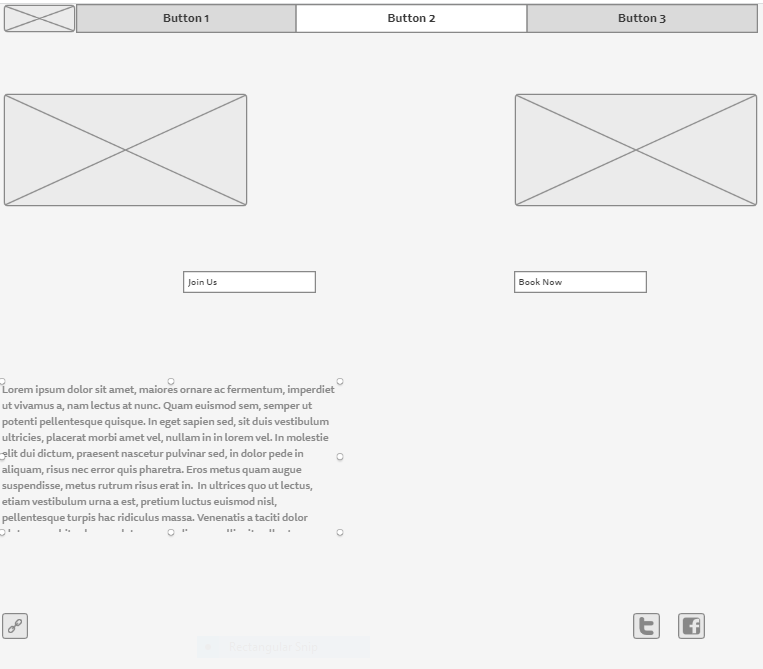 Button 1
Button 2
Button 3
Join Us
Book Now
Lorem ipsum dolor sit amet, maiores ornare ac fermentum, imperdiet
ut vivamus a, nam lectus at nunc. Quam euismod sem, semper ut
potenti pellentesque quisque. In eget sapien sed, sit duis vestibulum
ultricies, placerat morbi amet vel, nullam in in lorem vel. In molestie
elit dui dictum, praesent nascetur pulvinar sed, in dolor pede in
aliquam, risus nec error quis pharetra. Eros metus quam augue
suspendisse, metus rutrum risus erat in. In ultrices quo ut lectus,
etiam vestibulum urna a est, pretium luctus euismod nisl,
pellentesque turpis hac ridiculus massa. Venenatis a taciti dolor
Rectangular Snip